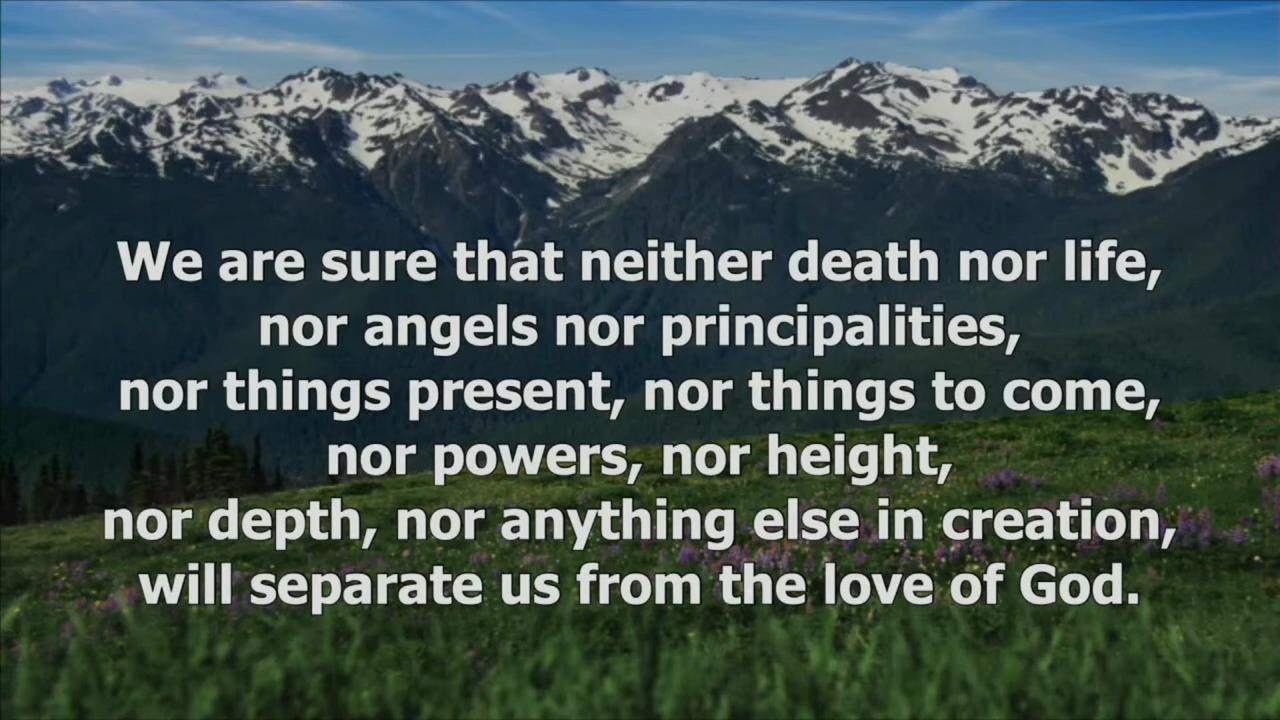 We are sure that neither death nor life,
nor angels nor principalities,
nor things present, nor things to come,
nor powers, nor height,
nor depth, nor anything else in creation,
will separate us from the love of God.